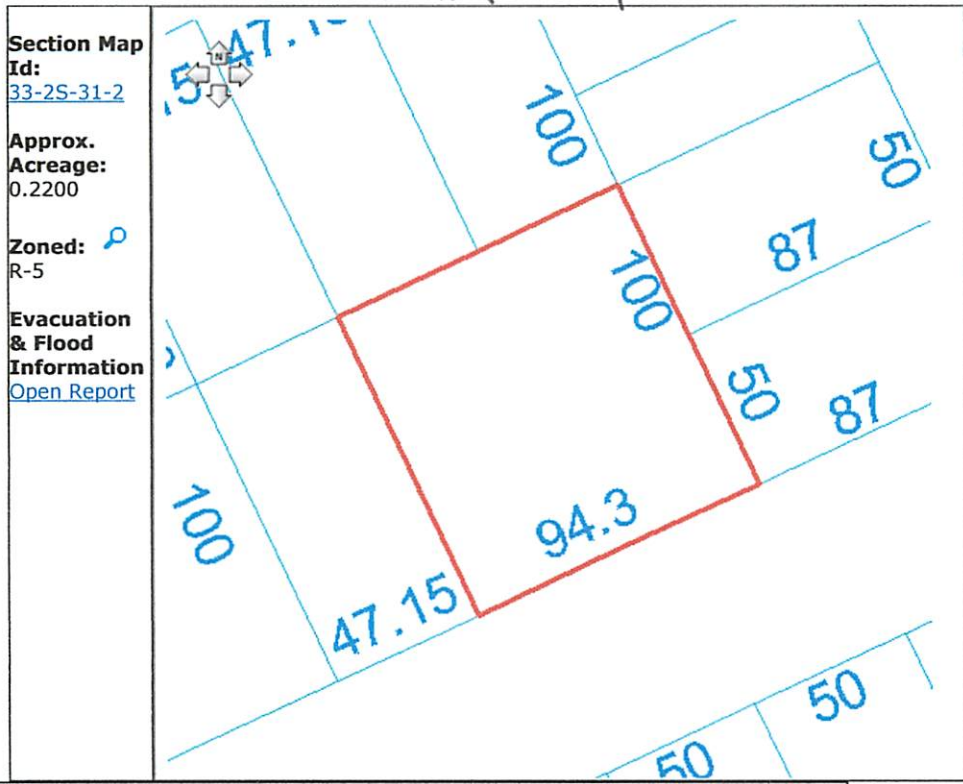 Section Map
Id:
33-2S-31-2
Approx.
Acreage:
0.2200
Zoned:
R-5
Evacuation
& Flood
Information
Open Report
N
100
50
87
100
50
87
94.3
100
47.15
50
50